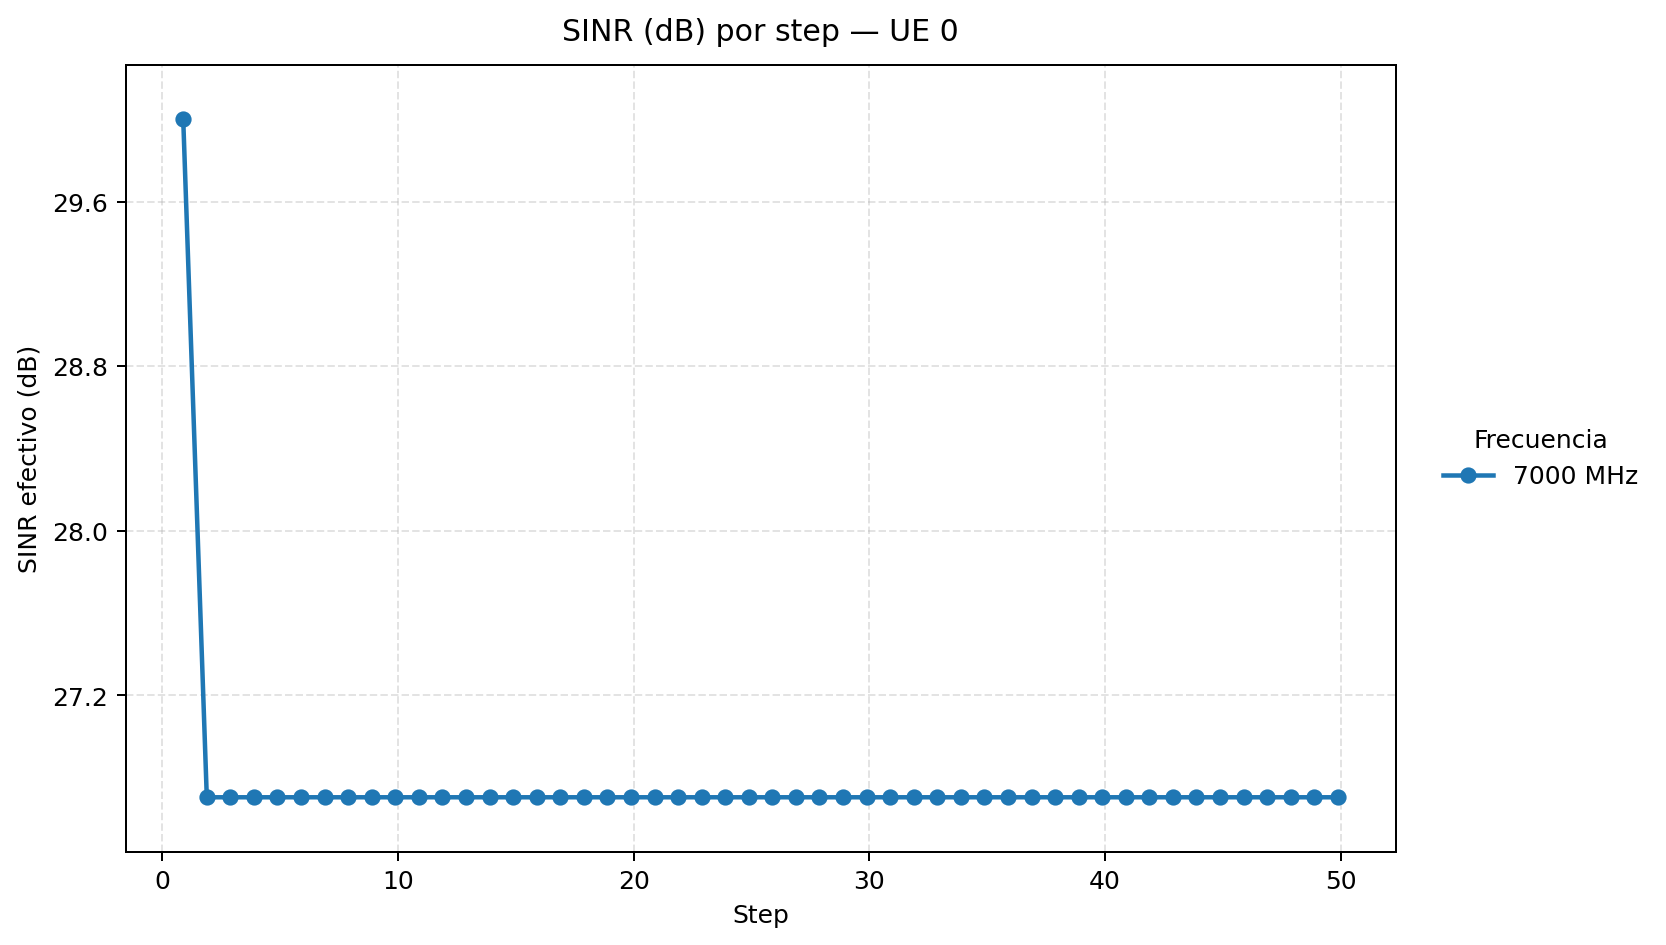 SINR (dB) por step — UE 0
SINR efectivo (dB)
29.6
28.8
28.0
27.2
0 10 20 30 40 50
Step
Frecuencia
7000 MHz